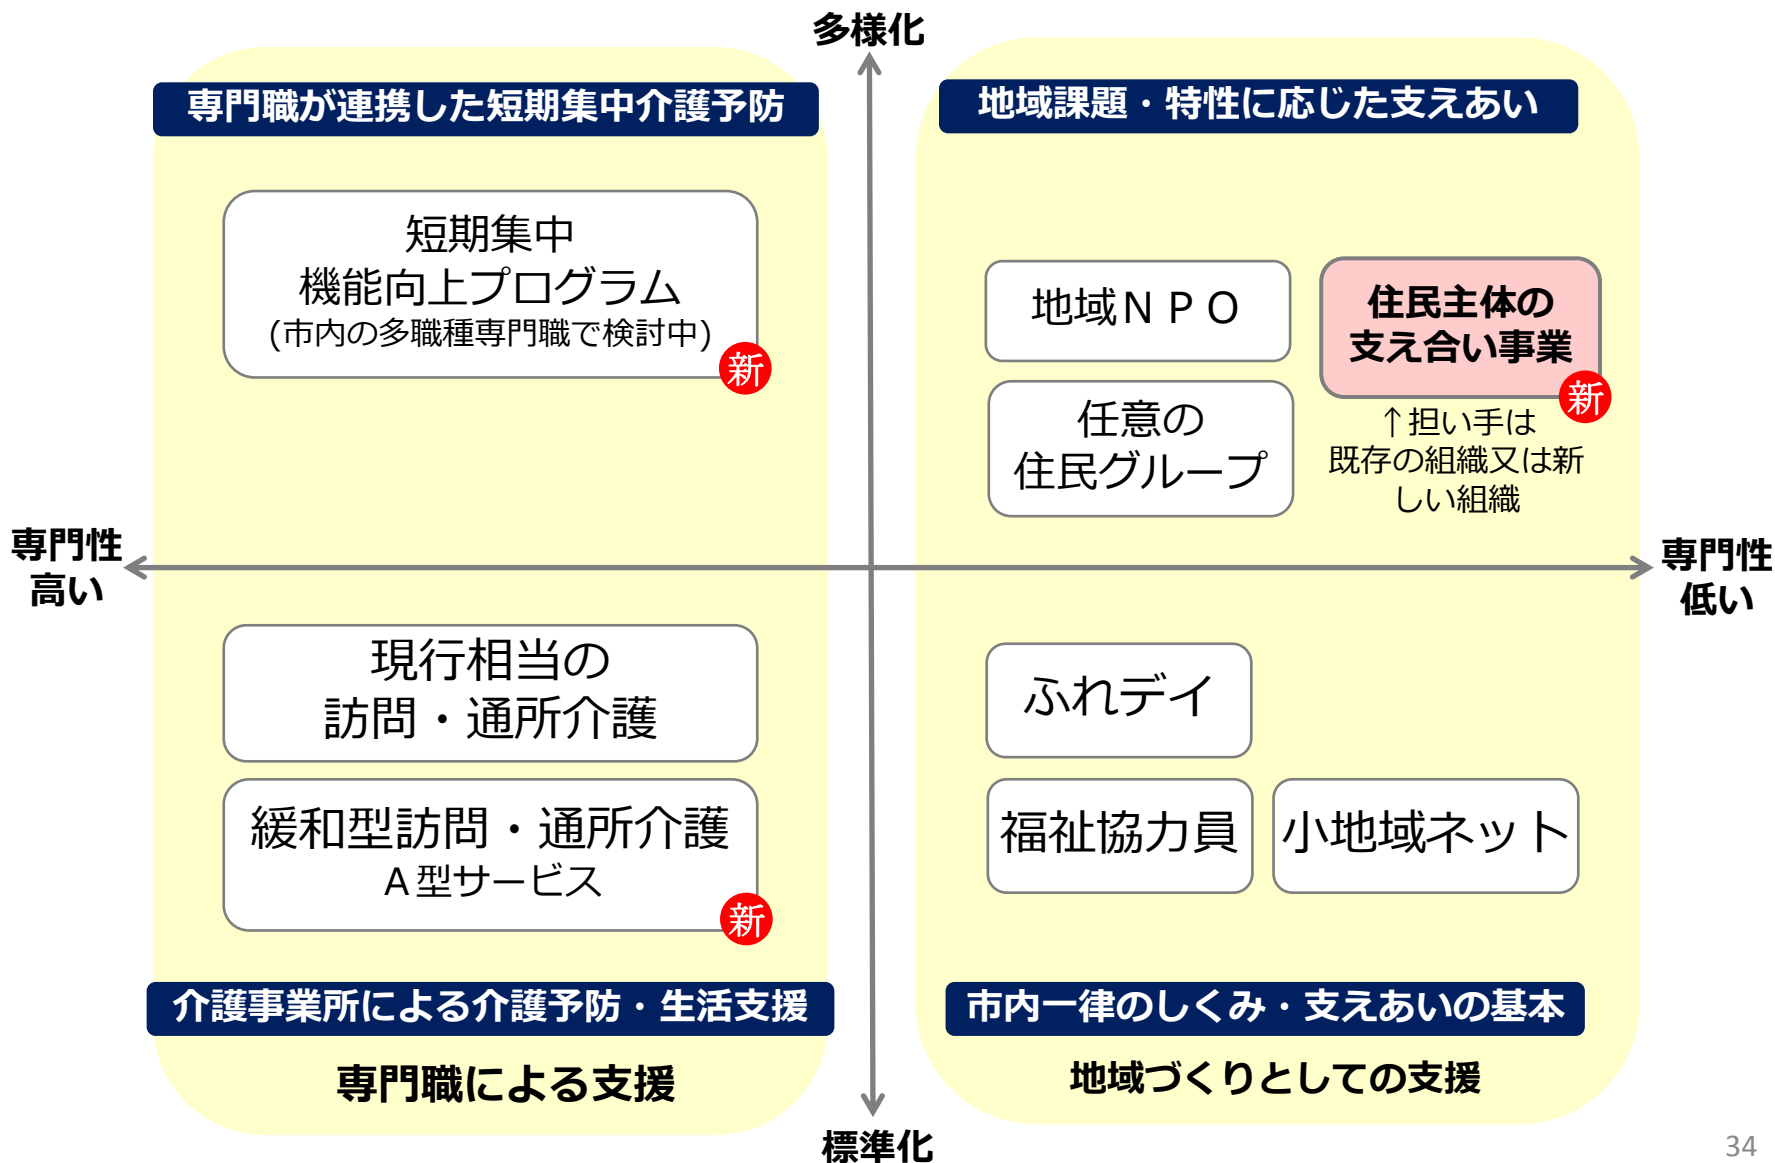 多様化
専門職が連携した短期集中介護予防
短期集中
機能向上プログラム
(市内の多職種専門職で検討中)
新
地域課題・特性に応じた支えあい
地域ＮＰＯ
任意の
住民グループ
住民主体の
支え合い事業
新
↑担い手は
既存の組織又は新
しい組織
専門性
高い
専門性
低い
現行相当の
訪問・通所介護
緩和型訪問・通所介護
Ａ型サービス
新
介護事業所による介護予防・生活支援
専門職による支援
ふれデイ
福祉協力員
小地域ネット
市内一律のしくみ・支えあいの基本
地域づくりとしての支援
標準化
34